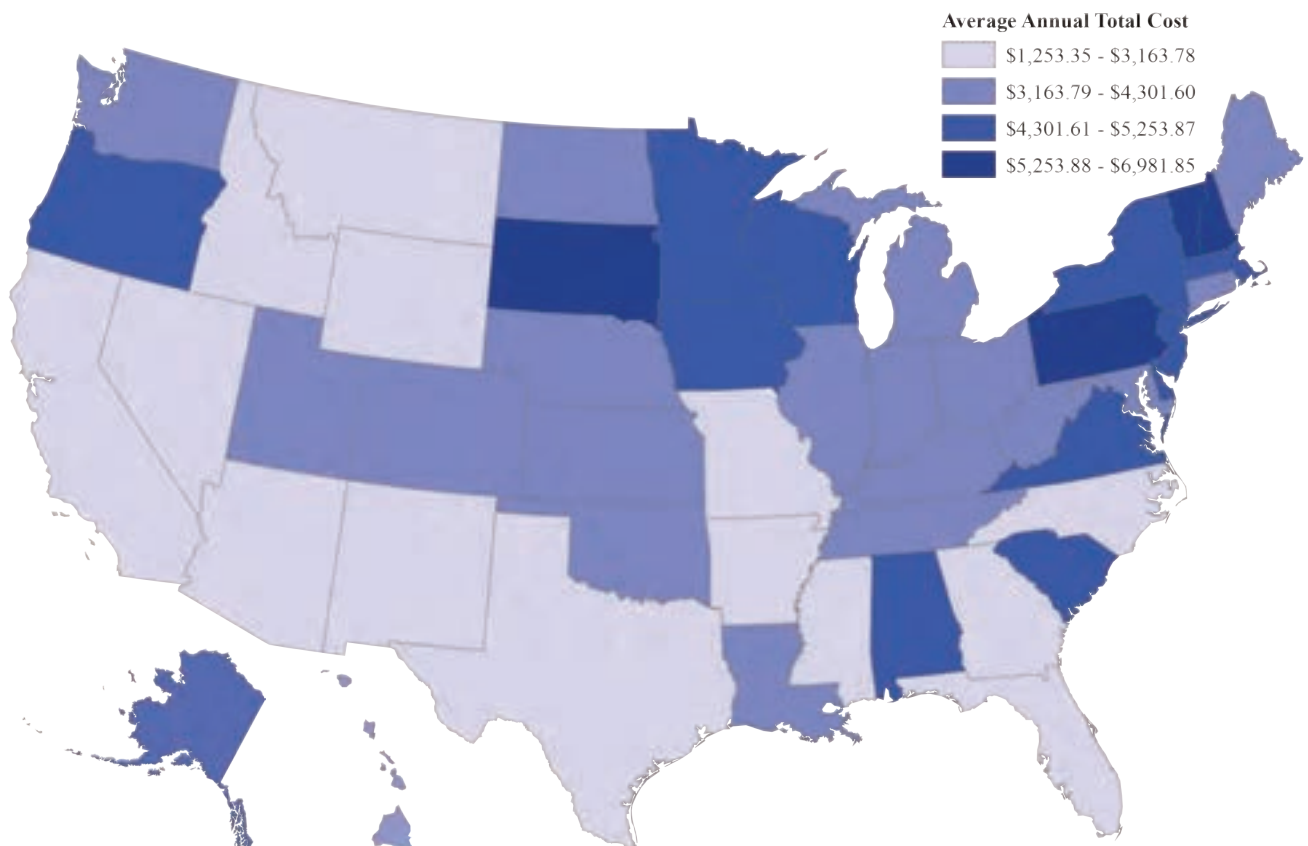 Average Annual Total Cost
$1,253.35 - $3,163.78
$3,163.79 - $4,301.60
$4,301.61 - $5,253.87
$5,253.88 - $6,981.85